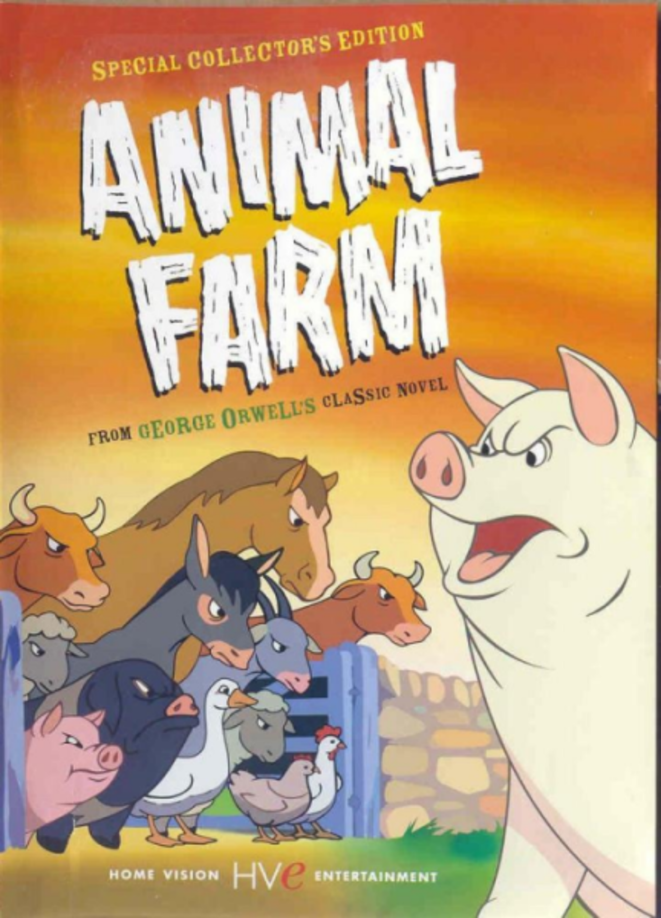 SPECIAL COLLECTOR'S EDITION
ANIMAL
FARM
FROM GEORGE ORWELL'S CLASSIC NOVEL
HOME VISION HVe ENTERTAINMENT